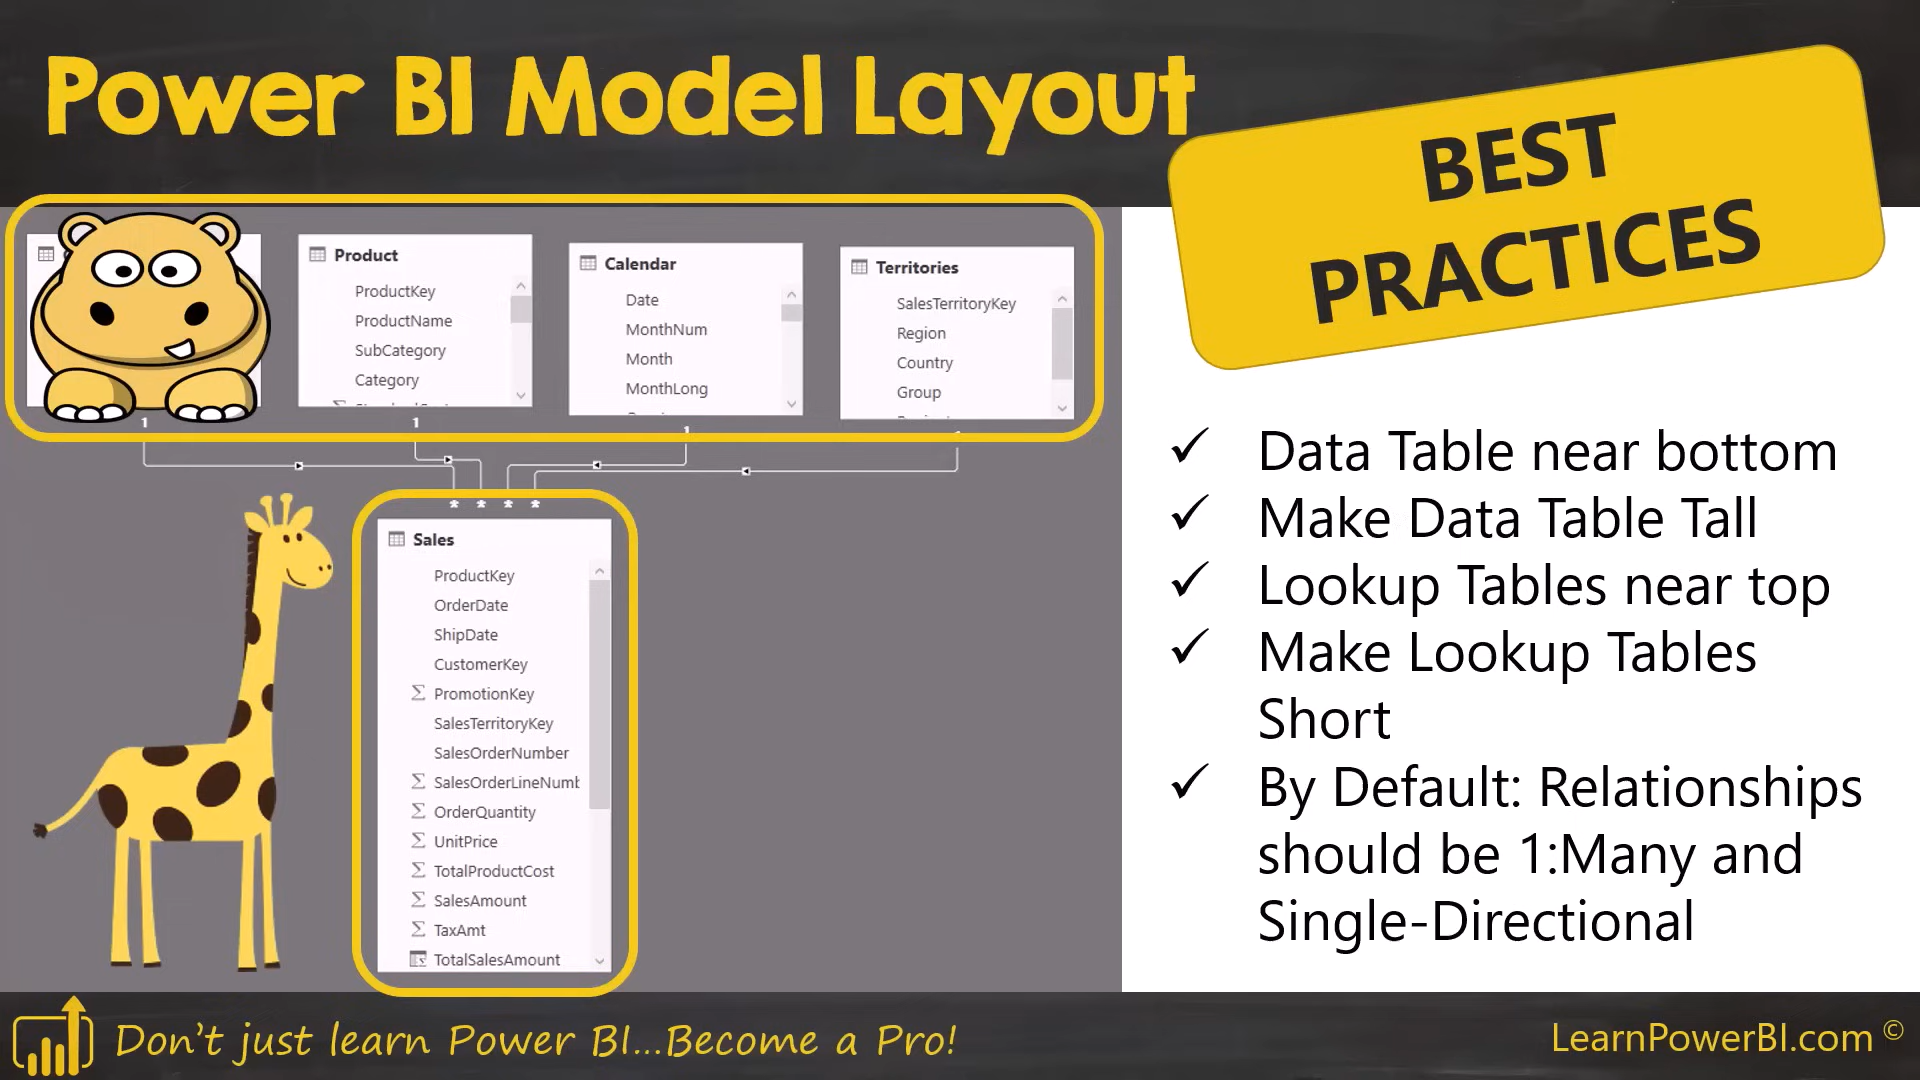 Power BI Model Layout
BEST
PRACTICES
Product
ProductKey
ProductName
SubCategory
Category
Calendar
Date
MonthNum
Month
MonthLong
Territories
SalesTerritoryKey
Region
Country
Group
1 1 1
* * * *
Sales
ProductKey
OrderDate
ShipDate
CustomerKey
Σ PromotionKey
SalesTerritoryKey
SalesOrderNumber
Σ SalesOrderLineNumb
Σ OrderQuantity
Σ UnitPrice
Σ TotalProductCost
Σ SalesAmount
Σ TaxAmt
TotalSalesAmount
✓ Data Table near bottom
✓ Make Data Table Tall
✓ Lookup Tables near top
✓ Make Lookup Tables
Short
✓ By Default: Relationships
should be 1:Many and
Single-Directional
Don't just learn Power BI...Become a Pro!
LearnPowerBI.com ©